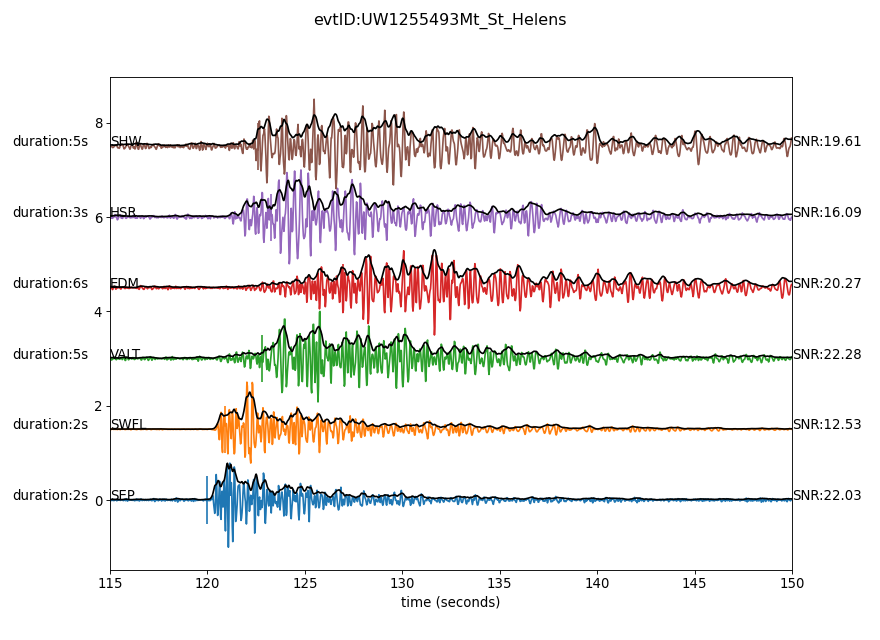 evtID:UW1255493Mt_St_Helens
8
duration:5s SHW SNR:19.61
duration:3s HSR SNR:16.09
6
duration:6s EDM SNR:20.27
4
duration:5s VALT SNR:22.28
2
duration:2s SWFL SNR:12.53
duration:2s SEP SNR:22.03
0
115 120 125 130 135 140 145 150
time (seconds)